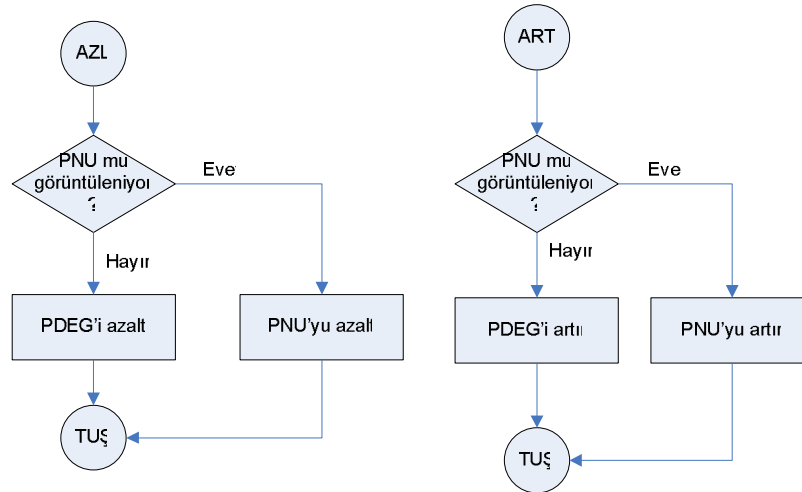 AZL
PNU mu
görüntüleniyor
?
Evet
Hayır
PDEG'i azalt
PNU'yu azalt
TUŞ
ART
PNU mu
görüntüleniyor
?
Evet
Hayır
PDEG'i artır
PNU'yu artır
TUŞ